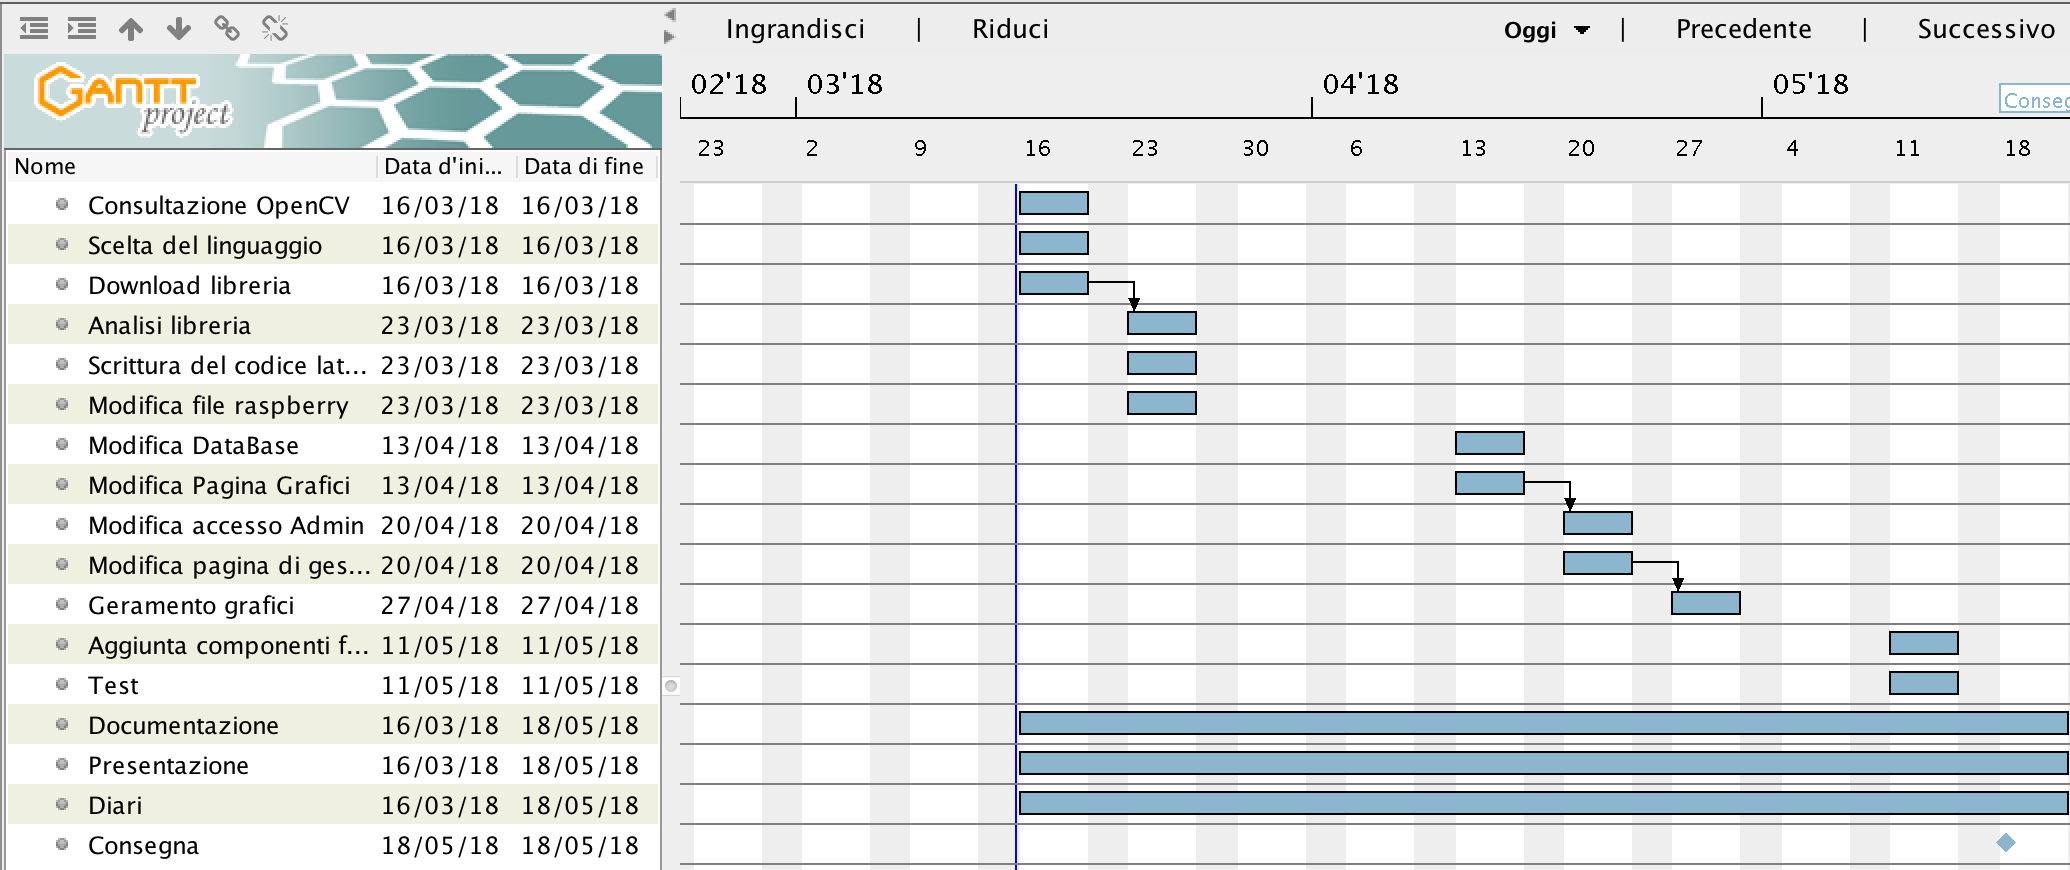 Ingrandisci | Riduci Oggi | Precedente | Successivo
GANTT
project
02'18 03'18 04'18 05'18
Conseg
23 2 9 16 23 30 6 13 20 27 4 11 18
Nome Data d'ini... Data di fine
Consultazione OpenCV 16/03/18 16/03/18
Scelta del linguaggio 16/03/18 16/03/18
Download libreria 16/03/18 16/03/18
Analisi libreria 23/03/18 23/03/18
Scrittura del codice lat... 23/03/18 23/03/18
Modifica file raspberry 23/03/18 23/03/18
Modifica DataBase 13/04/18 13/04/18
Modifica Pagina Grafici 13/04/18 13/04/18
Modifica accesso Admin 20/04/18 20/04/18
Modifica pagina di ges... 20/04/18 20/04/18
Geramento grafici 27/04/18 27/04/18
Aggiunta componenti f... 11/05/18 11/05/18
Test 11/05/18 11/05/18
Documentazione 16/03/18 18/05/18
Presentazione 16/03/18 18/05/18
Diari 16/03/18 18/05/18
Consegna 18/05/18 18/05/18